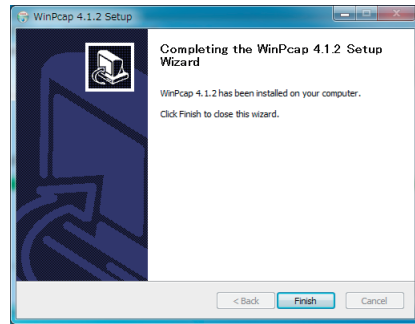 WinPcap 4.1.2 Setup
Completing the WinPcap 4.1.2 Setup
Wizard
WinPcap 4.1.2 has been installed on your computer.
Click Finish to close this wizard.
< Back Finish Cancel